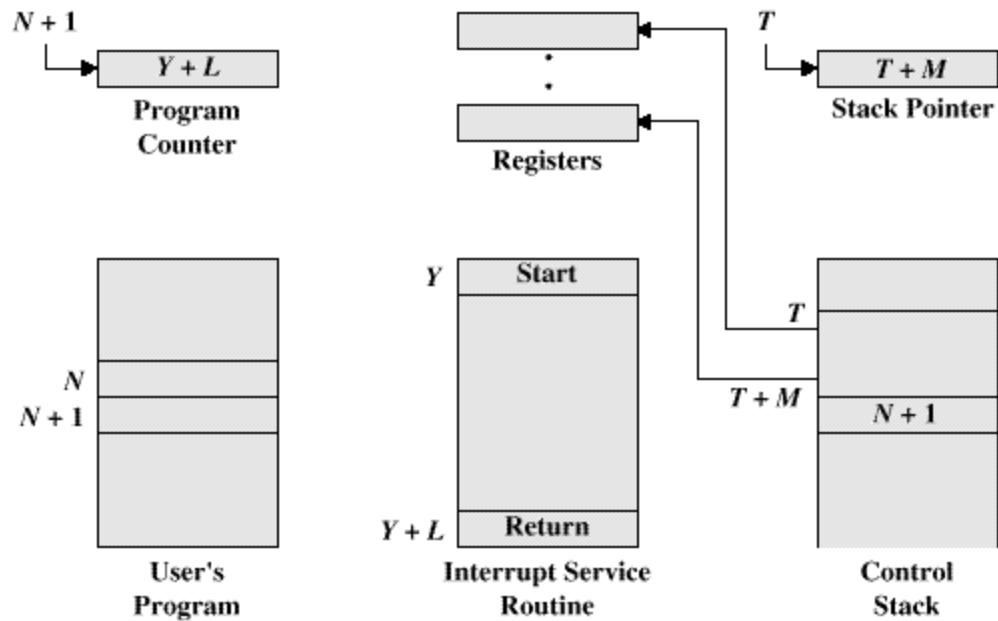 N + 1
Y + L
Program
Counter
Registers
T
T + M
Stack Pointer
N
N + 1
User's
Program
Y
Start
Y + L
Return
Interrupt Service
Routine
T
T + M
N + 1
Control
Stack